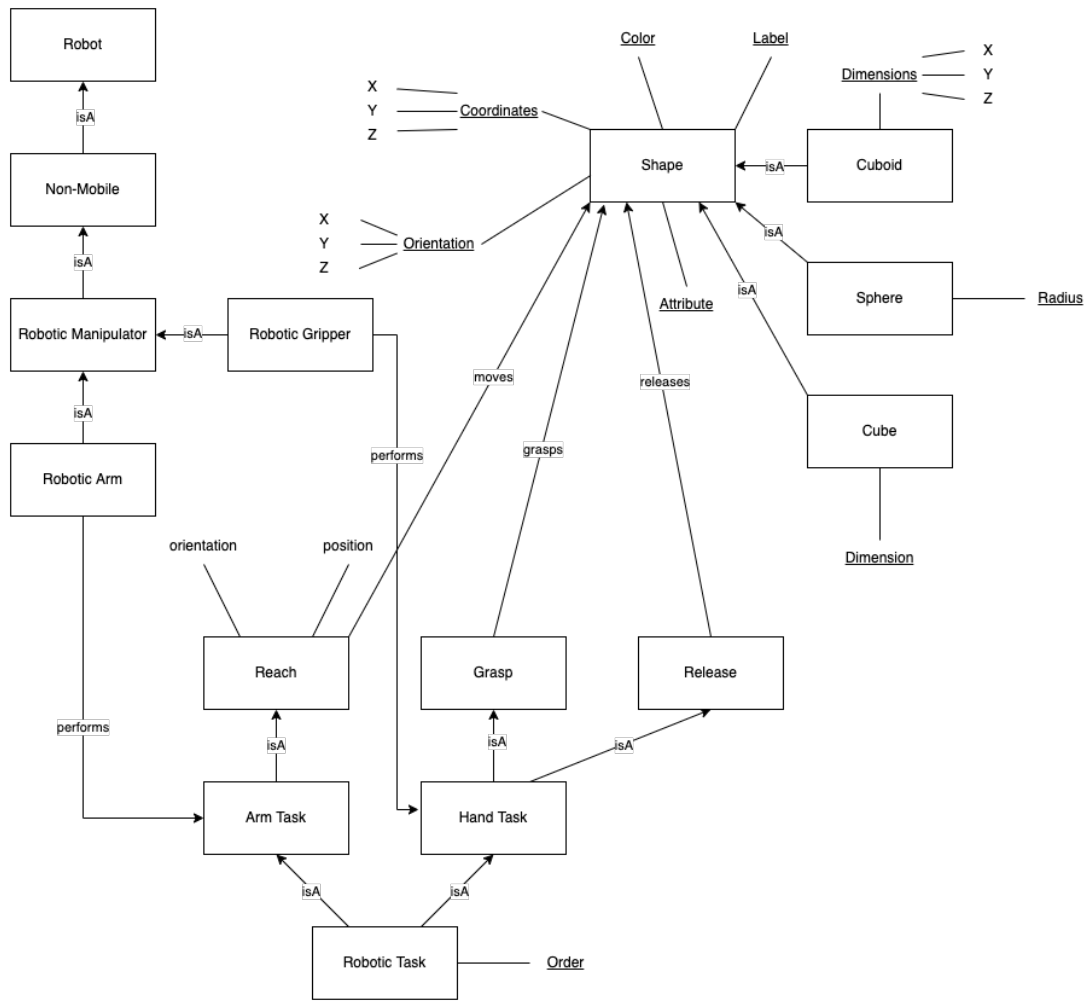 Robot
isA
Non-Mobile
isA
Robotic Manipulator
isA
Robotic Gripper
isA
Robotic Arm
performs
performs
Color
Label
X
Y
Z
Coordinates
X
Y
Z
Orientation
Shape
Attribute
Dimensions
X
Y
Z
isA
Cuboid
isA
Sphere
Radius
isA
Cube
Dimension
moves
grasps
releases
orientation
position
Reach
Grasp
Release
isA
isA
isA
Arm Task
Hand Task
isA
isA
Robotic Task
Order